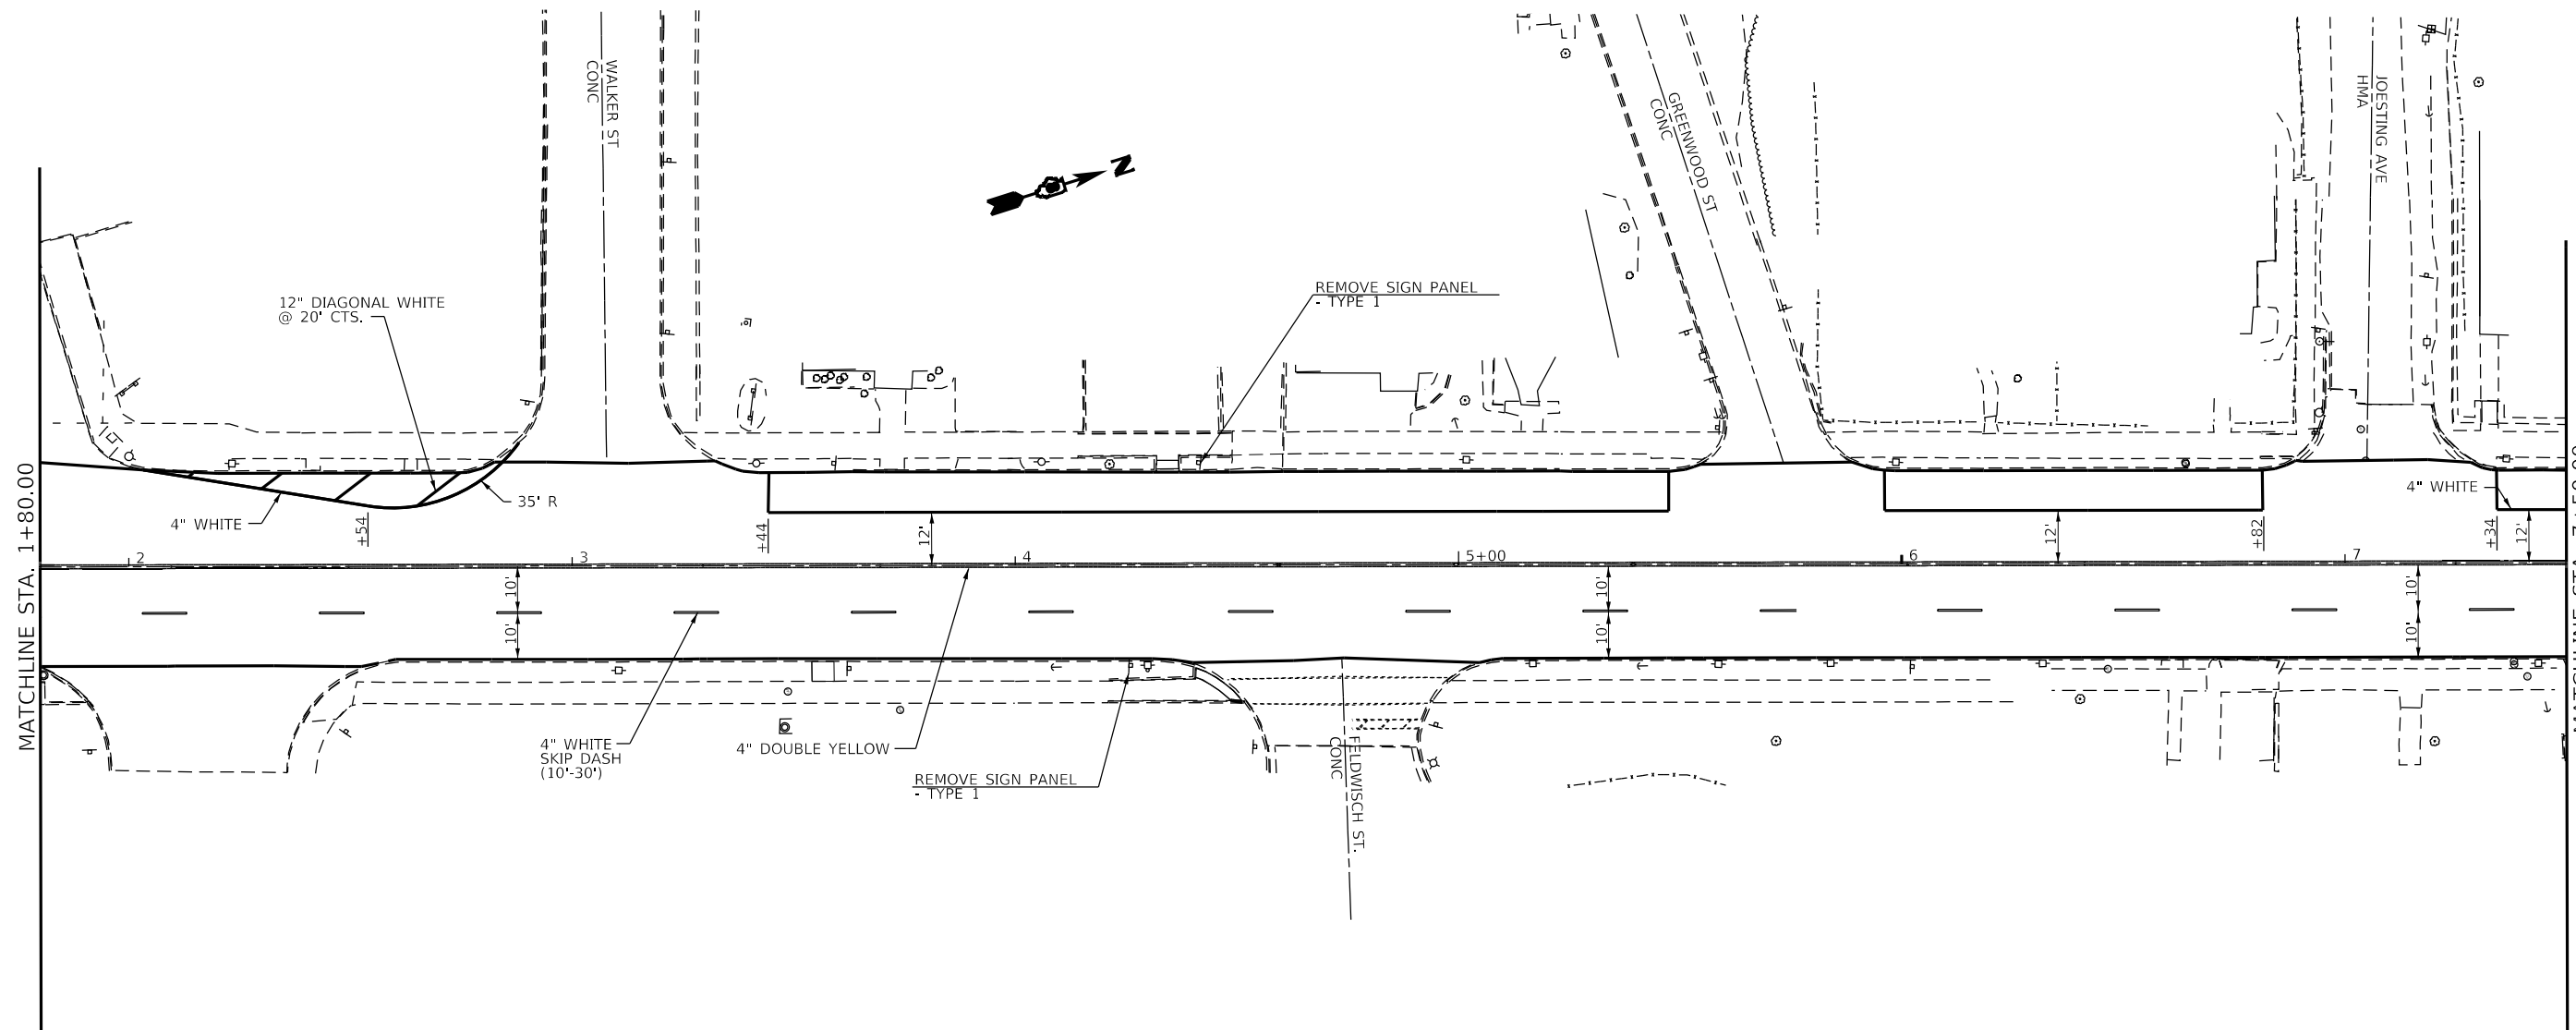 WALKER ST
CONC
GREENWOOD ST
CONC
JOESTING AVE
HMA
N
12" DIAGONAL WHITE
@ 20' CTS.
REMOVE SIGN PANEL
- TYPE 1
35' R
4" WHITE
4" WHITE
MATCHLINE STA. 1+80.00
+54
+44
12'
12'
+82
+34
12'
2
3
4
5+00
6
7
10'
10'
10'
10'
10'
10'
4" WHITE
SKIP DASH
(10'-30')
4" DOUBLE YELLOW
REMOVE SIGN PANEL
- TYPE 1
FELDWISCH ST.
CONC